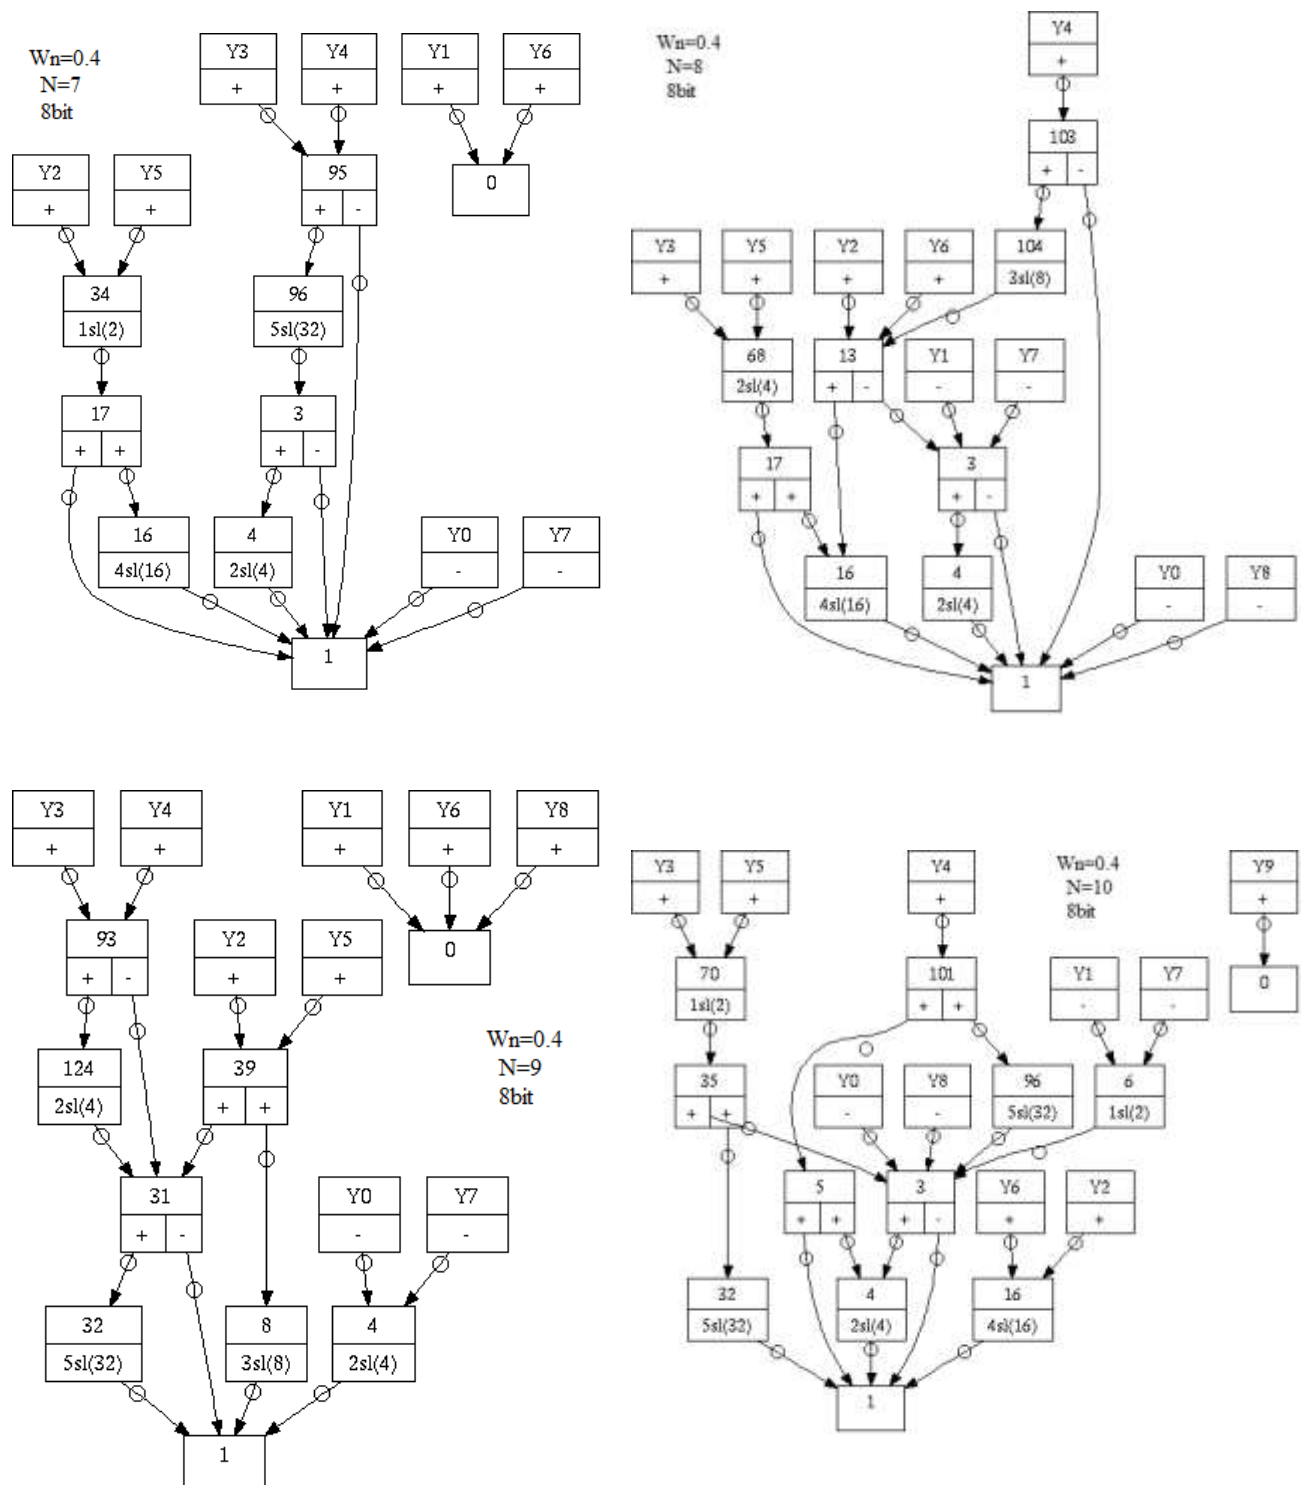 Wn=0.4
N=7
8bit
Y3 Y4 Y1 Y6
+ + + +
Y2 Y5 95 0
+ + + -
34 96
1sl(2) 5sl(32)
17 3
+ + + -
16 4 Y0 Y7
4sl(16) 2sl(4) - -
1
Wn=0.4
N=8
8bit
Y4
+
103
+ -
Y3 Y5 Y2 Y6 104
+ + + + 3sl(8)
68 13 Y1 Y7
2sl(4) + - - -
17 3
+ + + -
16 4 Y0 Y8
4sl(16) 2sl(4) - -
1
Y3 Y4 Y1 Y6 Y8
+ + + + +
93 Y2 Y5 0
+ - + +
Wn=0.4
N=9
8bit
124 39
2sl(4) + +
31 Y0 Y7
+ - - -
32 8 4
5sl(32) 3sl(8) 2sl(4)
1
Wn=0.4
N=10
8bit
Y3 Y5 Y4 Y9
+ + + +
70 101 Y1 Y7 0
1sl(2) + + - -
35 Y0 Y8 96 6
+ + - - 5sl(32) 1sl(2)
5 3 Y6 Y2
+ + + - + +
32 4 16
5sl(32) 2sl(4) 4sl(16)
1